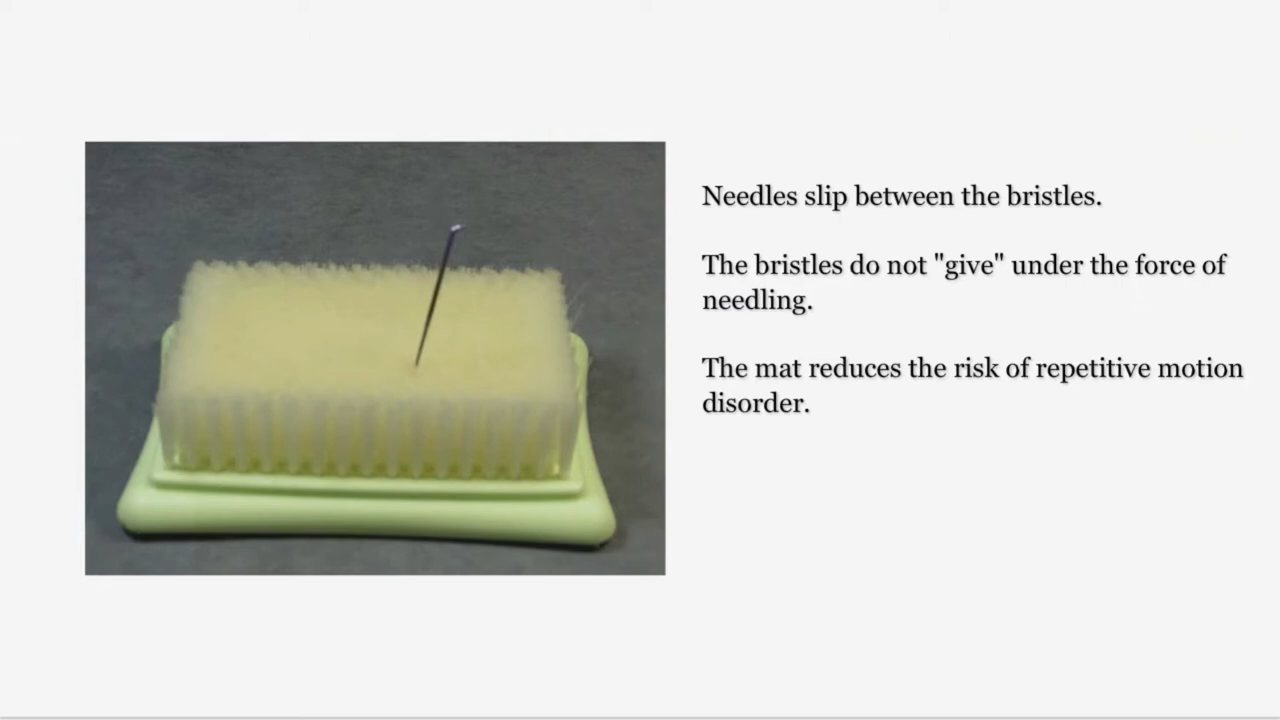 Needles slip between the bristles.
The bristles do not "give" under the force of
needling.
The mat reduces the risk of repetitive motion
disorder.